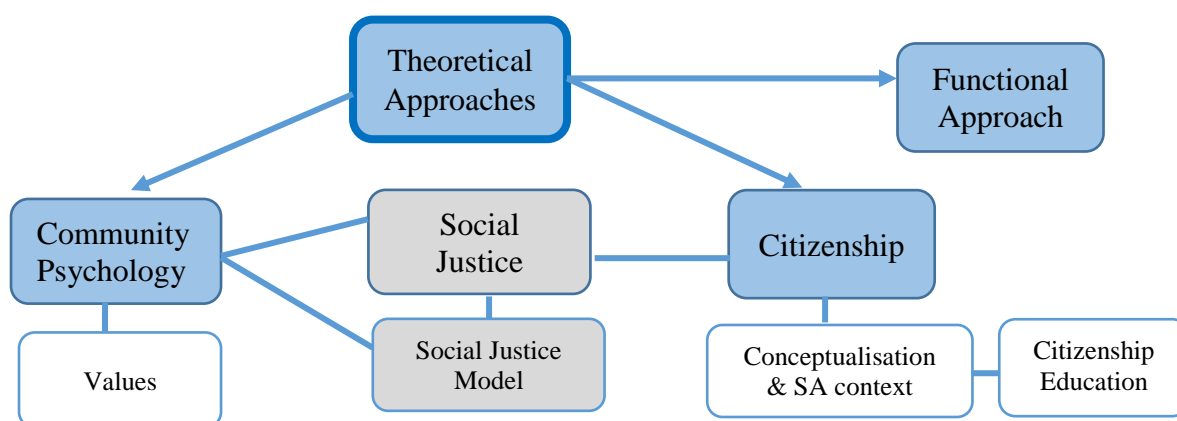 Theoretical
Approaches
Functional
Approach
Community
Psychology
Social
Justice
Citizenship
Values
Social Justice
Model
Conceptualisation
& SA context
Citizenship
Education